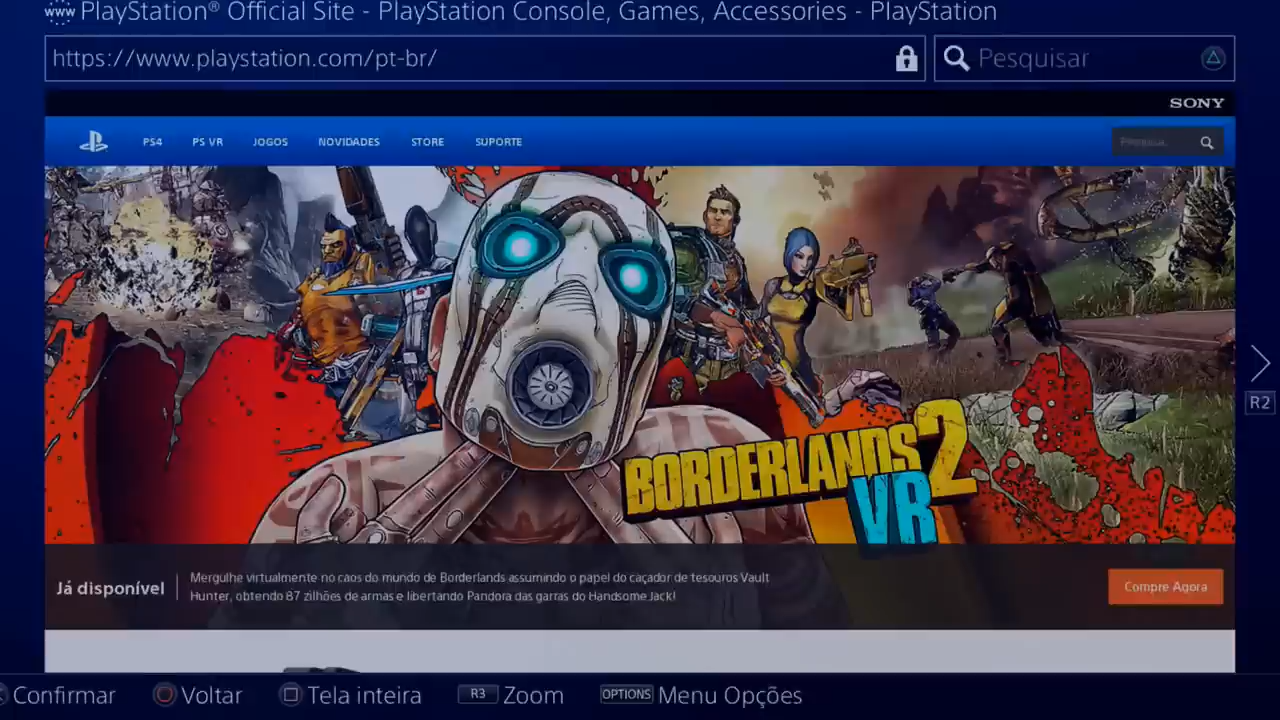 www PlayStation® Official Site - PlayStation Console, Games, Accessories - PlayStation
https://www.playstation.com/pt-br/
Pesquisar
SONY
PS4 PS VR JOGOS NOVIDADES STORE SUPORTE
BORDERLANDS 2
VR
R2
Já disponível
Mergulhe virtualmente no caos do mundo de Borderlands assumindo o papel do caçador de tesouros Vault
Hunter, obtendo 87 zilhões de armas e libertando Pandora das garras do Handsome Jack!
Compre Agora
Confirmar Voltar Tela inteira R3 Zoom OPTIONS Menu Opções